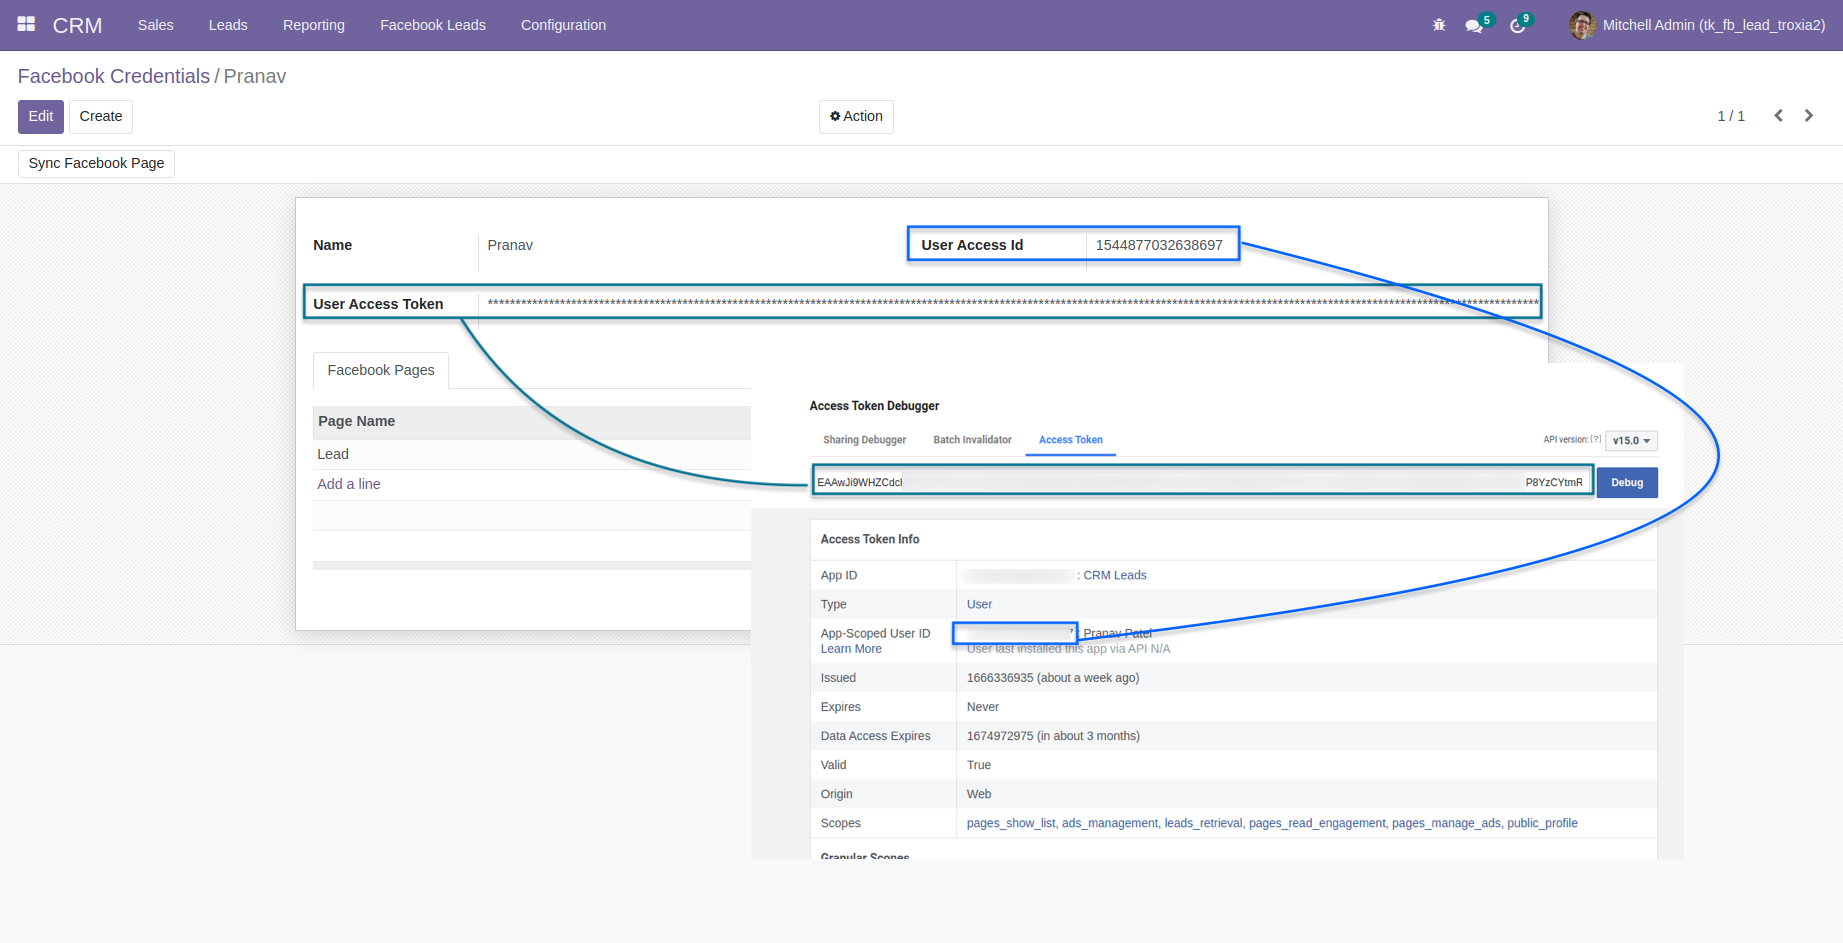 CRM Sales Leads Reporting Facebook Leads Configuration 5 9 Mitchell Admin (tk_fb_lead_troxia2)
Facebook Credentials / Pranav
Edit Create Action 1 / 1
Sync Facebook Page
Name Pranav User Access Id 1544877032638697
User Access Token
Facebook Pages
Page Name
Lead
Add a line
Access Token Debugger
Sharing Debugger Batch Invalidator Access Token API version: [?] v15.0
EAAwJi9WHZCdcl P8YzCYtmR Debug
Access Token Info
App ID : CRM Leads
Type User
App-Scoped User ID 7 : Pranav Patel
Learn More User last installed this app via API N/A
Issued 1666336935 (about a week ago)
Expires Never
Data Access Expires 1674972975 (in about 3 months)
Valid True
Origin Web
Scopes pages_show_list, ads_management, leads_retrieval, pages_read_engagement, pages_manage_ads, public_profile
Granular Scopes